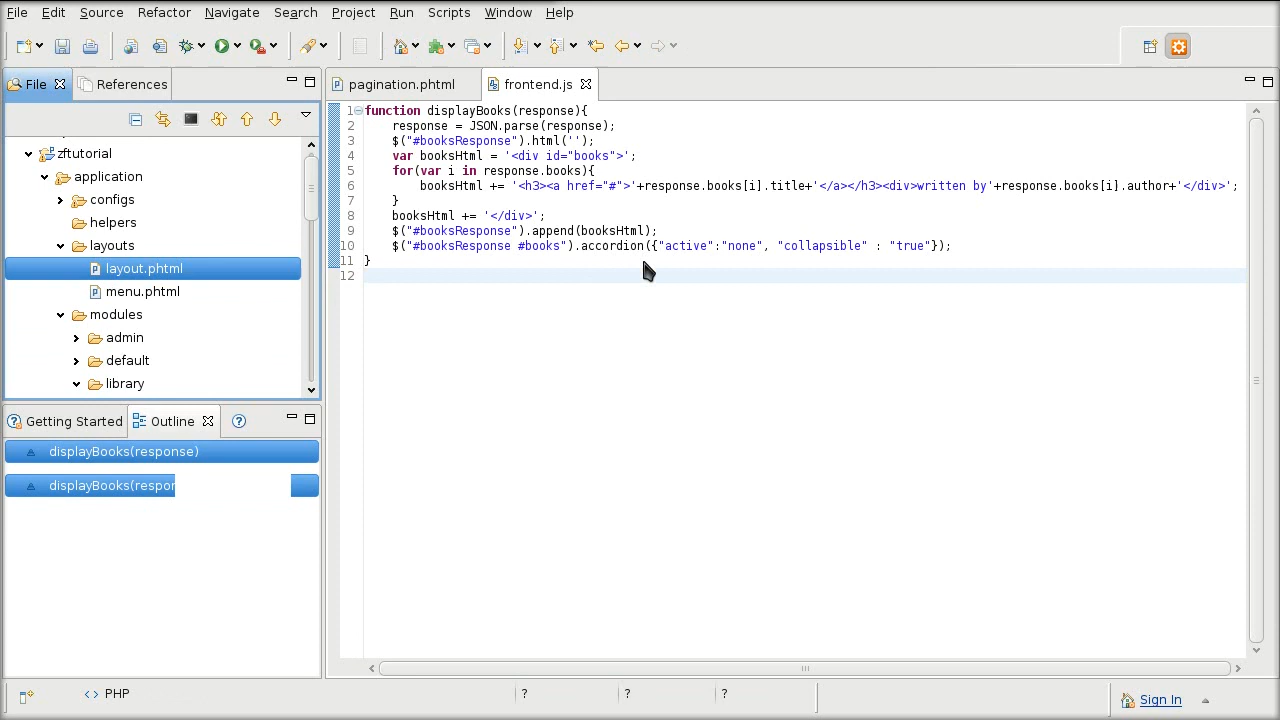 File Edit Source Refactor Navigate Search Project Run Scripts Window Help
File References
zftutorial
application
configs
helpers
layouts
layout.phtml
menu.phtml
modules
admin
default
library
Getting Started Outline
displayBooks(response)
displayBooks(respor
pagination.phtml frontend.js
1 function displayBooks(response){
2 response = JSON.parse(response);
3 $("#booksResponse").html('');
4 var booksHtml = '<div id="books">';
5 for(var i in response.books){
6 booksHtml += '<h3><a href="#">'+response.books[i].title+'</a></h3><div>written by'+response.books[i].author+'</div>';
7 }
8 booksHtml += '</div>';
9 $("#booksResponse").append(booksHtml);
10 $("#booksResponse #books").accordion({"active":"none", "collapsible" : "true"});
11 }
12
PHP ? ? ? Sign In